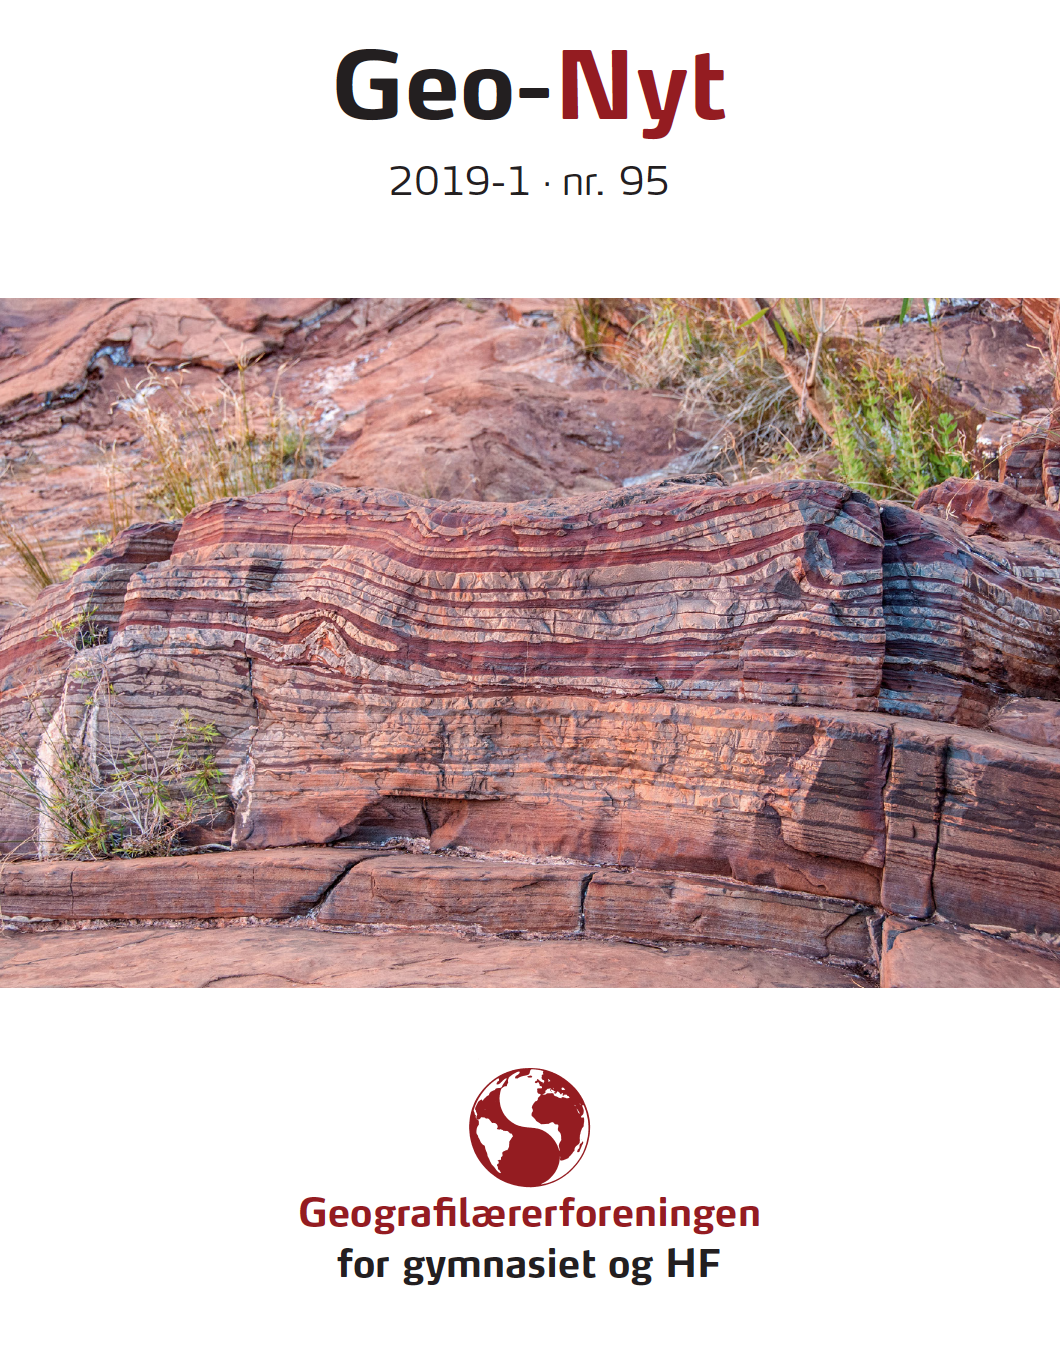 Geo-Nyt
2019-1 · nr. 95
Geografilærerforeningen
for gymnasiet og HF